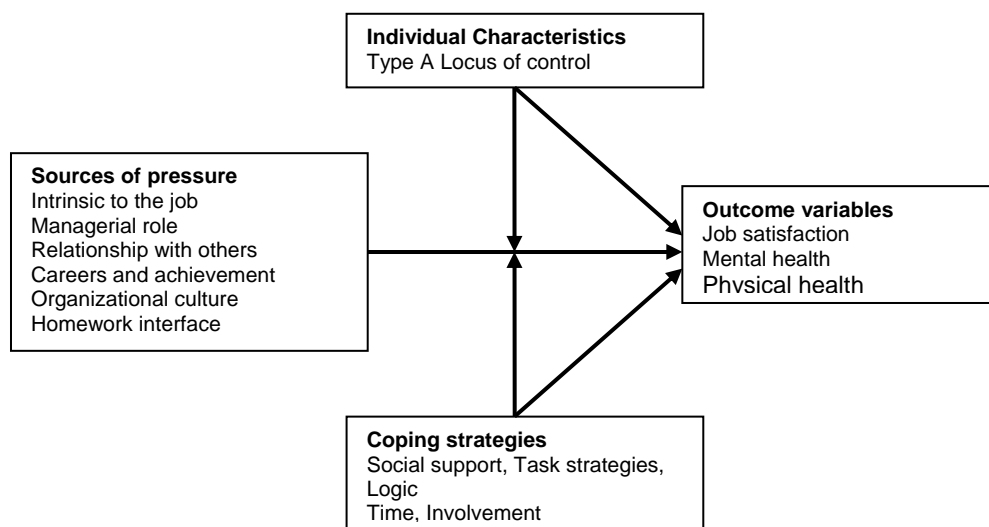 Individual Characteristics
Type A Locus of control
Sources of pressure
Intrinsic to the job
Managerial role
Relationship with others
Careers and achievement
Organizational culture
Homework interface
Outcome variables
Job satisfaction
Mental health
Physical health
Coping strategies
Social support, Task strategies,
Logic
Time, Involvement